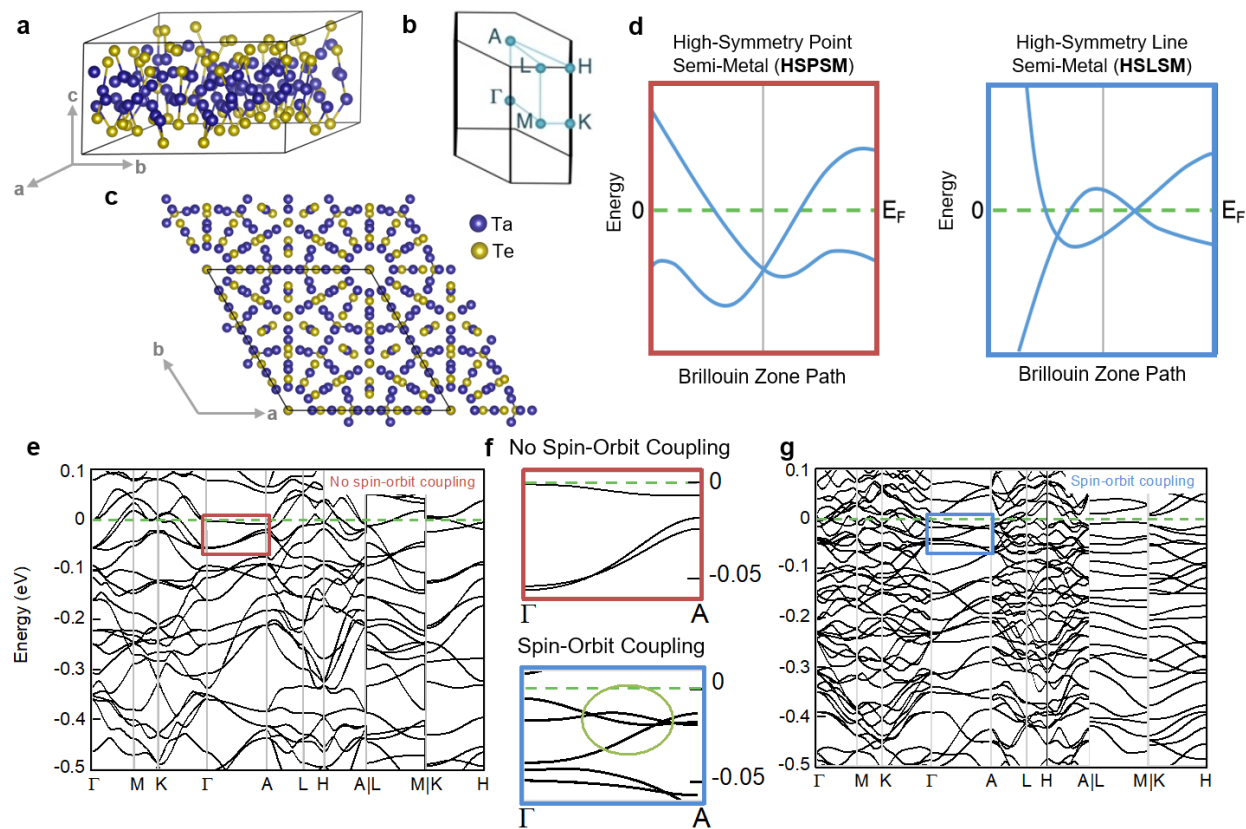 a
c
b
a
b
A
L
H
Γ
M
K
c
Ta
Te
b
a
d
High-Symmetry Point
Semi-Metal (HSPSM)
Energy
0
E_F
Brillouin Zone Path
High-Symmetry Line
Semi-Metal (HSLSM)
Energy
0
E_F
Brillouin Zone Path
e
No spin-orbit coupling
Energy (eV)
0.1
0
-0.1
-0.2
-0.3
-0.4
-0.5
Γ M K Γ A L H A|L M|K H
f
No Spin-Orbit Coupling
0
-0.05
Γ A
Spin-Orbit Coupling
0
-0.05
Γ A
g
Spin-orbit coupling
0.1
0
-0.1
-0.2
-0.3
-0.4
-0.5
Γ M K Γ A L H A|L M|K H